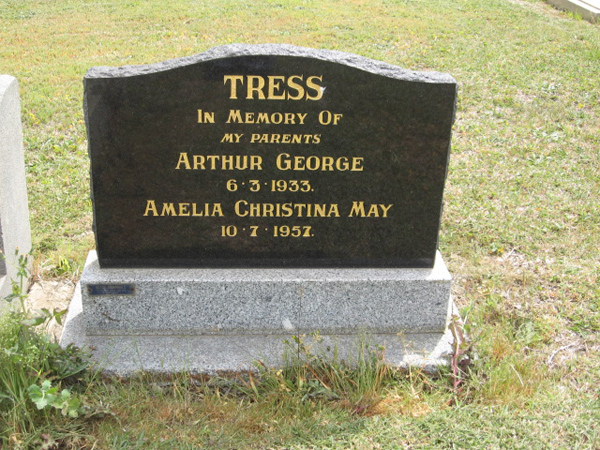 TRESS
IN MEMORY OF
MY PARENTS
ARTHUR GEORGE
6·3·1933.
AMELIA CHRISTINA MAY
10·7·1957.